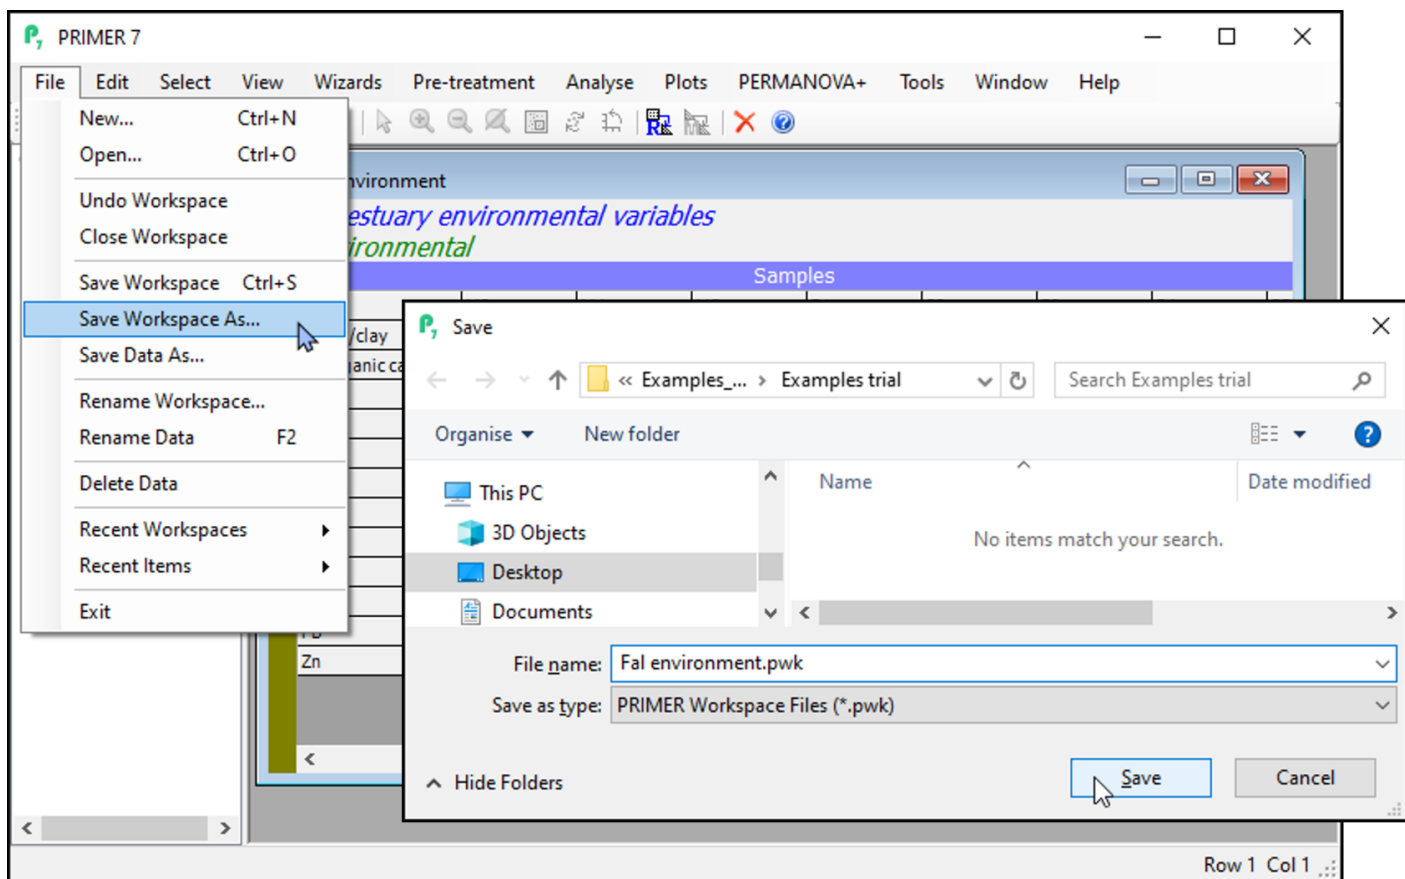 PRIMER 7
File Edit Select View Wizards Pre-treatment Analyse Plots PERMANOVA+ Tools Window Help
New... Ctrl+N
Open... Ctrl+O
Undo Workspace
Close Workspace
Save Workspace Ctrl+S
Save Workspace As...
Save Data As...
Rename Workspace...
Rename Data F2
Delete Data
Recent Workspaces
Recent Items
Exit
nvironment
estuary environmental variables
ironmental
Samples
/clay
anic ca
Zn
Save
« Examples_... › Examples trial
Search Examples trial
Organise New folder
This PC
3D Objects
Desktop
Documents
Name Date modified
No items match your search.
File name: Fal environment.pwk
Save as type: PRIMER Workspace Files (*.pwk)
Hide Folders
Save Cancel
Row 1 Col 1